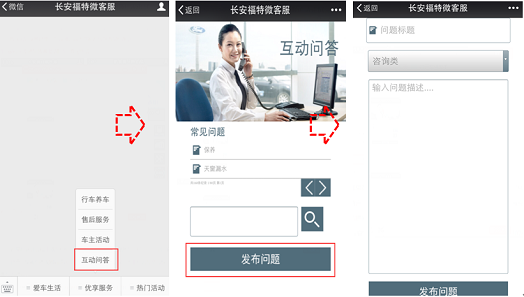 微信
长安福特微客服
行车养车
售后服务
车主活动
互动问答
爱车生活
优享服务
热门活动
返回
长安福特微客服
互动问答
常见问题
保养
天窗漏水
发布问题
返回
长安福特微客服
问题标题
咨询类
输入问题描述....
发布问题